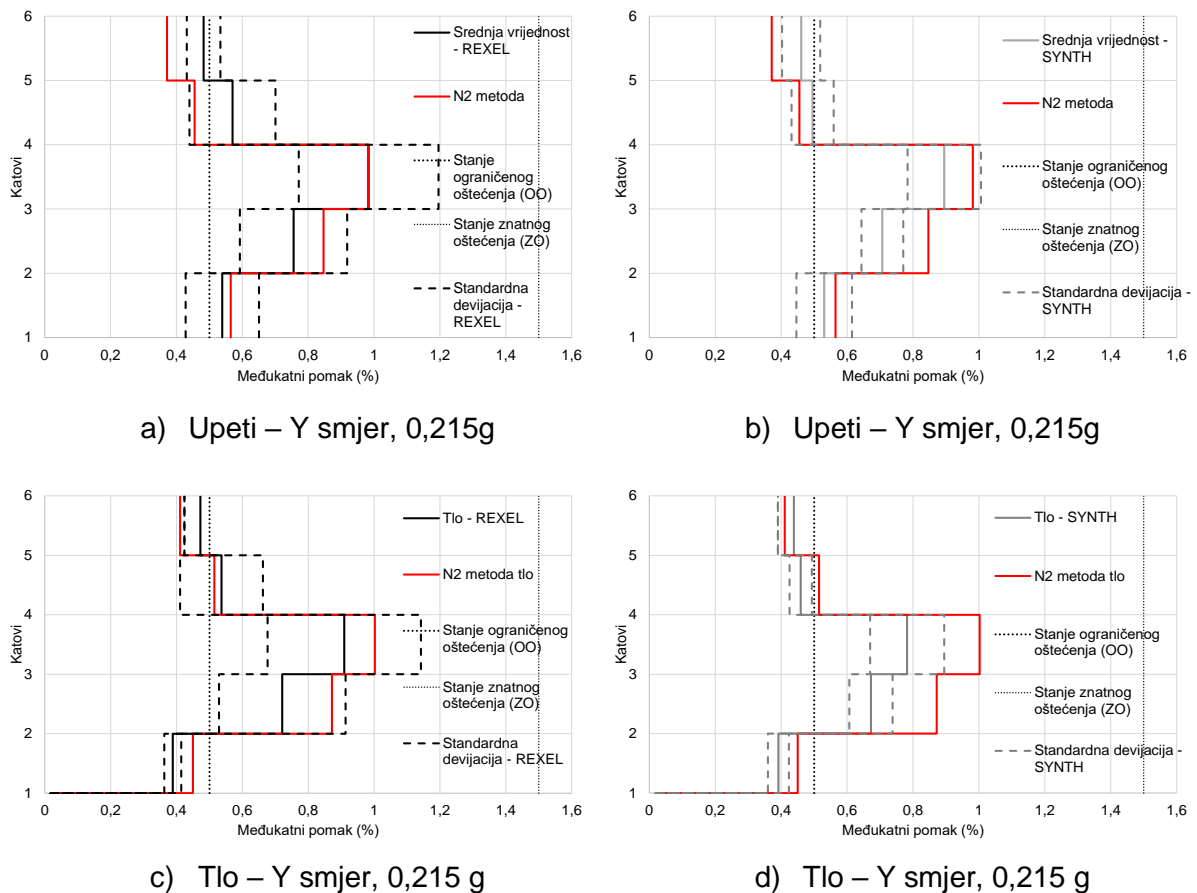 6
5
4
3
2
1
Katovi
0
0,2
0,4
0,6
0,8
1
1,2
1,4
1,6
Međukatni pomak (%)
Srednja vrijednost
- REXEL
N2 metoda
Stanje
ograničenog
oštećenja (OO)
Stanje znatnog
oštećenja (ZO)
Standardna
devijacija -
REXEL
a) Upeti – Y smjer, 0,215g
6
5
4
3
2
1
Katovi
0
0,2
0,4
0,6
0,8
1
1,2
1,4
1,6
Međukatni pomak (%)
Srednja vrijednost -
SYNTH
N2 metoda
Stanje ograničenog
oštećenja (OO)
Stanje znatnog
oštećenja (ZO)
Standardna devijacija -
SYNTH
b) Upeti – Y smjer, 0,215g
6
5
4
3
2
1
Katovi
0
0,2
0,4
0,6
0,8
1
1,2
1,4
1,6
Međukatni pomak (%)
Tlo - REXEL
N2 metoda tlo
Stanje ograničenog
oštećenja (OO)
Stanje znatnog
oštećenja (ZO)
Standardna
devijacija - REXEL
c) Tlo – Y smjer, 0,215 g
6
5
4
3
2
1
Katovi
0
0,2
0,4
0,6
0,8
1
1,2
1,4
1,6
Međukatni pomak (%)
Tlo - SYNTH
N2 metoda tlo
Stanje ograničenog
oštećenja (OO)
Stanje znatnog
oštećenja (ZO)
Standardna devijacija -
SYNTH
d) Tlo – Y smjer, 0,215 g